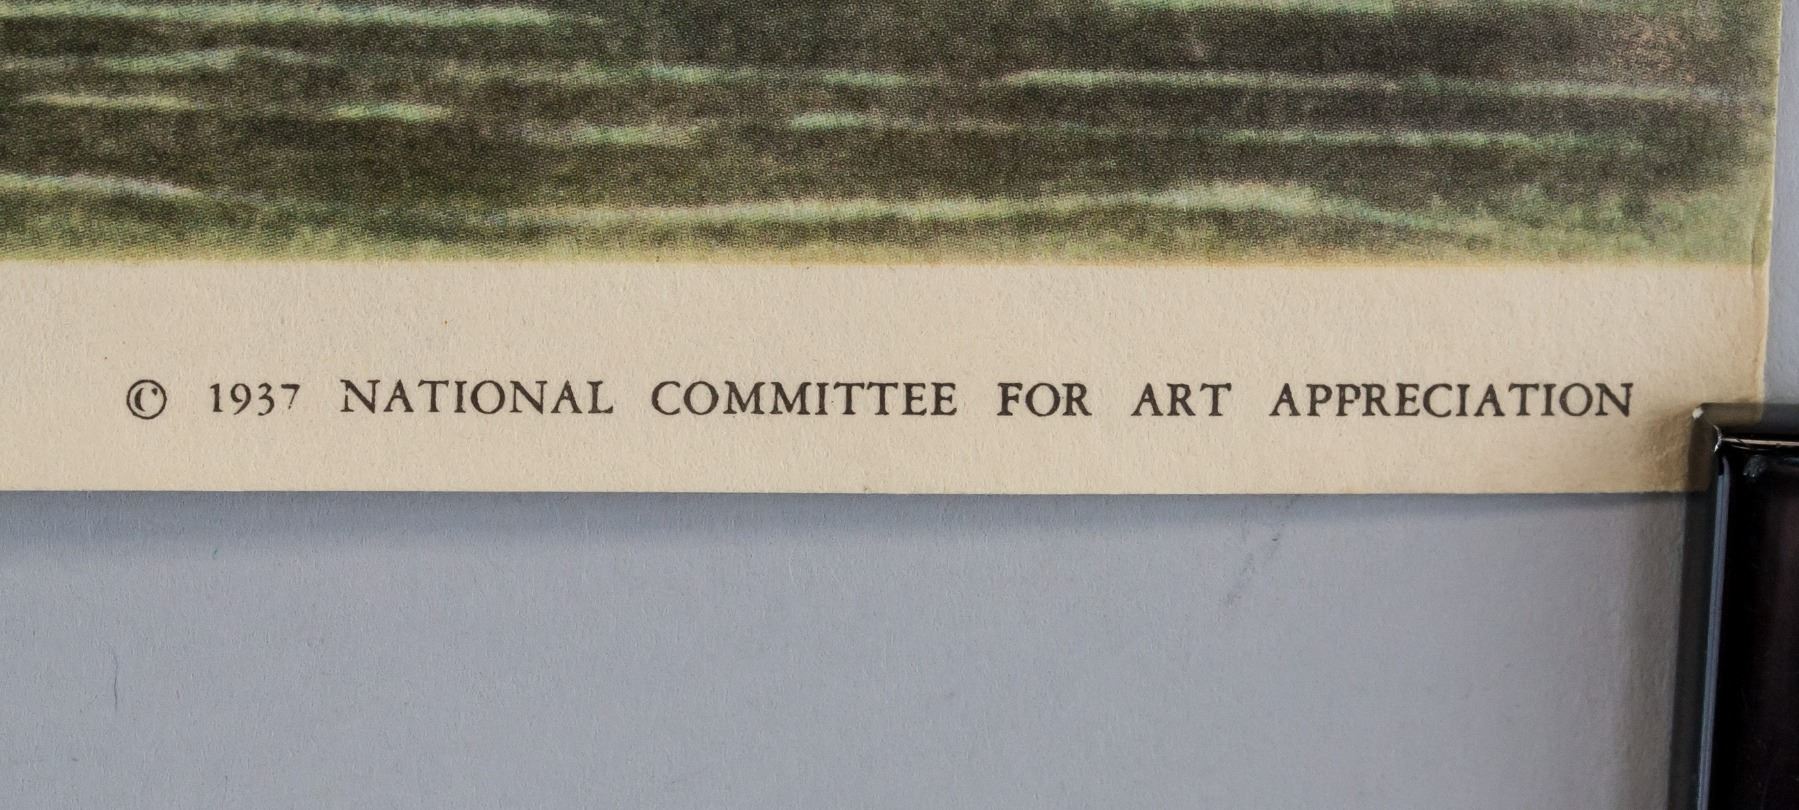 © 1937 NATIONAL COMMITTEE FOR ART APPRECIATION